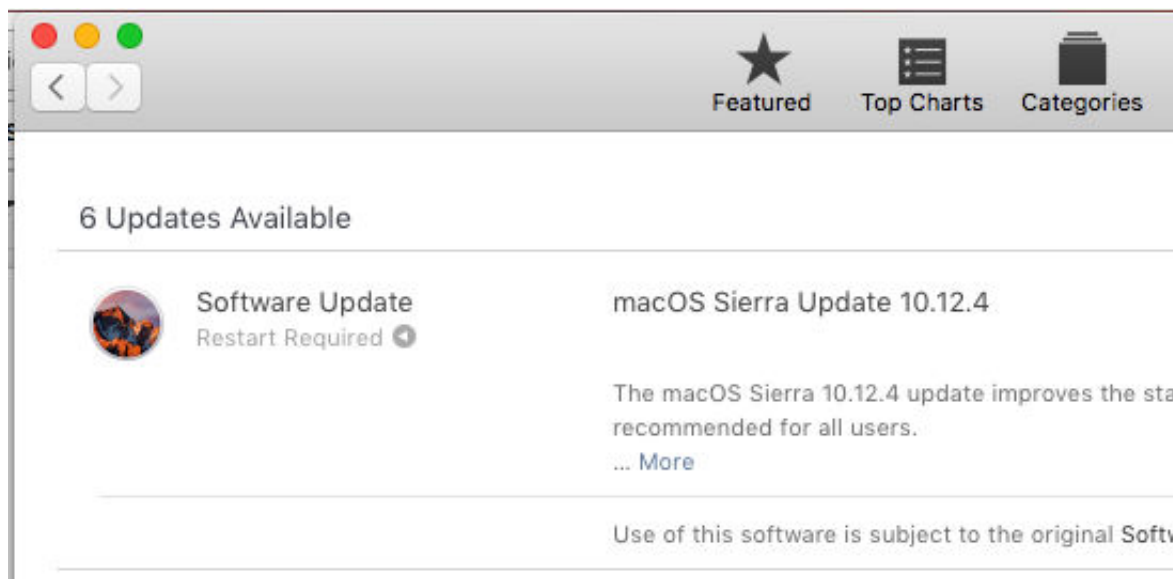 Featured
Top Charts
Categories
6 Updates Available
Software Update
macOS Sierra Update 10.12.4
Restart Required
The macOS Sierra 10.12.4 update improves the
recommended for all users.
... More
Use of this software is subject to the original